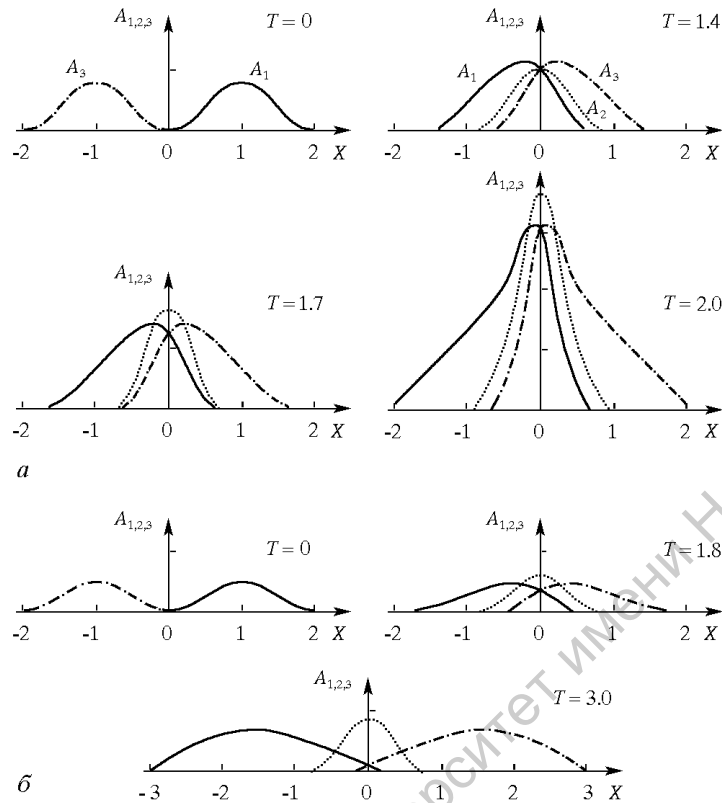 A1,2,3 T = 0
A3 A1
-2 -1 0 1 2 X
A1,2,3 T = 1.4
A1 A3
A2
-2 -1 0 1 2 X
A1,2,3
T = 1.7
-2 -1 0 1 2 X
A1,2,3
T = 2.0
-2 -1 0 1 2 X
а
A1,2,3 T = 0
-2 -1 0 1 2 X
A1,2,3 T = 1.8
-2 -1 0 1 2 X
A1,2,3 T = 3.0
-3 -2 -1 0 1 2 3 X
б
имени Н